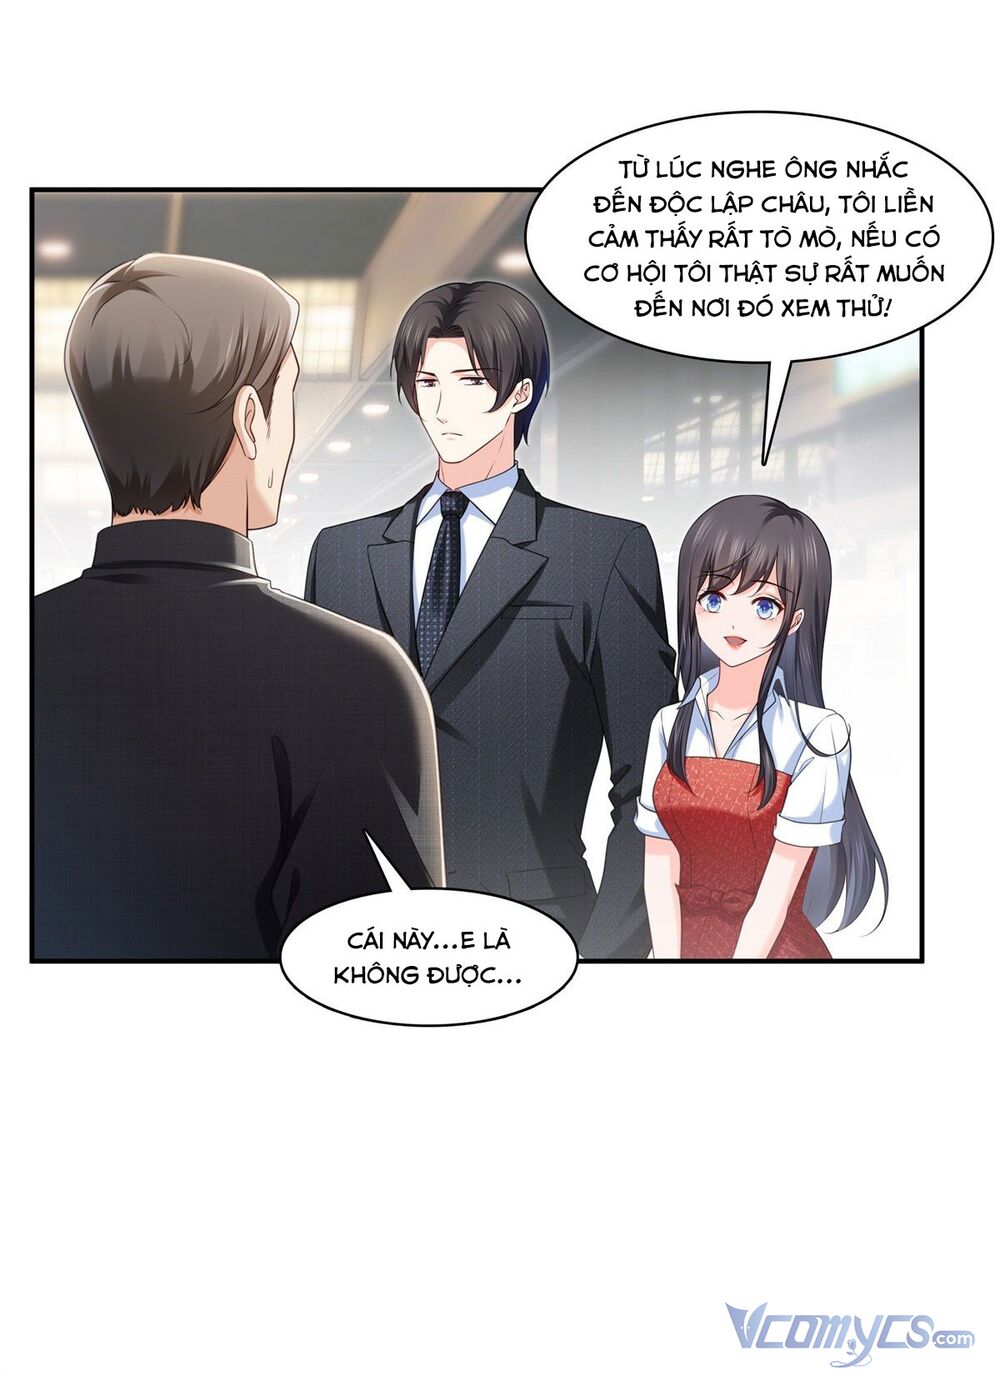 TỪ LÚC NGHE ÔNG NHẮC
ĐẾN ĐỘC LẬP CHÂU, TÔI LIỀN
CẢM THẤY RẤT TÒ MÒ, NẾU CÓ
CƠ HỘI TÔI THẬT SỰ RẤT MUỐN
ĐẾN NƠI ĐÓ XEM THỬ!
CÁI NÀY...E LÀ
KHÔNG ĐƯỢC...
VCOMYCS.com